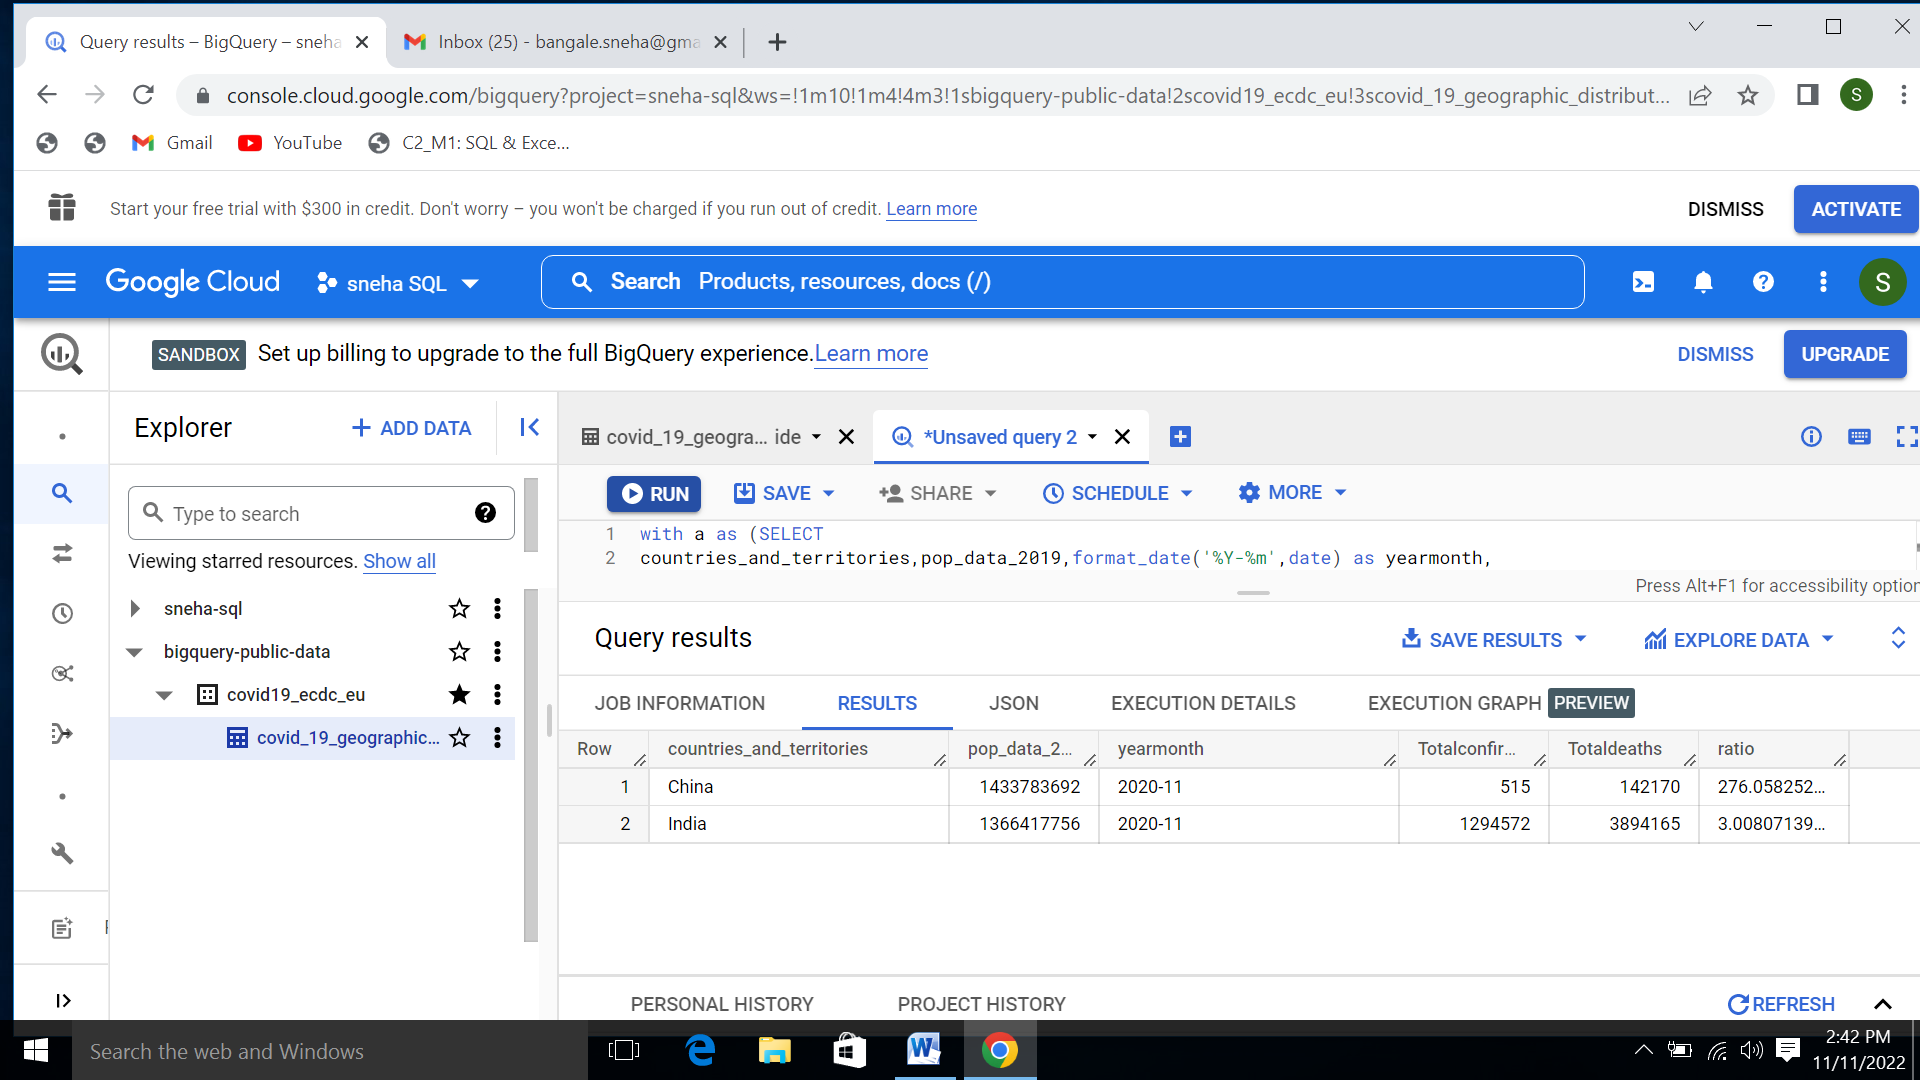 Query results – BigQuery – sneha
Inbox (25) - bangale.sneha@gma
console.cloud.google.com/bigquery?project=sneha-sql&ws=!1m10!1m4!4m3!1sbigquery-public-data!2scovid19_ecdc_eu!3scovid_19_geographic_distribut...
S
Gmail
YouTube
C2_M1: SQL & Exce...
Start your free trial with $300 in credit. Don't worry – you won't be charged if you run out of credit. Learn more
DISMISS
ACTIVATE
Google Cloud
sneha SQL
Search Products, resources, docs (/)
S
SANDBOX Set up billing to upgrade to the full BigQuery experience.Learn more
DISMISS
UPGRADE
Explorer
+ ADD DATA
covid_19_geogra... ide
*Unsaved query 2
RUN
SAVE
SHARE
SCHEDULE
MORE
Type to search
Viewing starred resources. Show all
sneha-sql
bigquery-public-data
covid19_ecdc_eu
covid_19_geographic...
1 with a as (SELECT
2 countries_and_territories,pop_data_2019,format_date('%Y-%m',date) as yearmonth,
Press Alt+F1 for accessibility option
Query results
SAVE RESULTS
EXPLORE DATA
JOB INFORMATION
RESULTS
JSON
EXECUTION DETAILS
EXECUTION GRAPH PREVIEW
Row countries_and_territories pop_data_2... yearmonth Totalconfir... Totaldeaths ratio
1 China 1433783692 2020-11 515 142170 276.058252...
2 India 1366417756 2020-11 1294572 3894165 3.00807139...
PERSONAL HISTORY
PROJECT HISTORY
REFRESH
Search the web and Windows
2:42 PM
11/11/2022